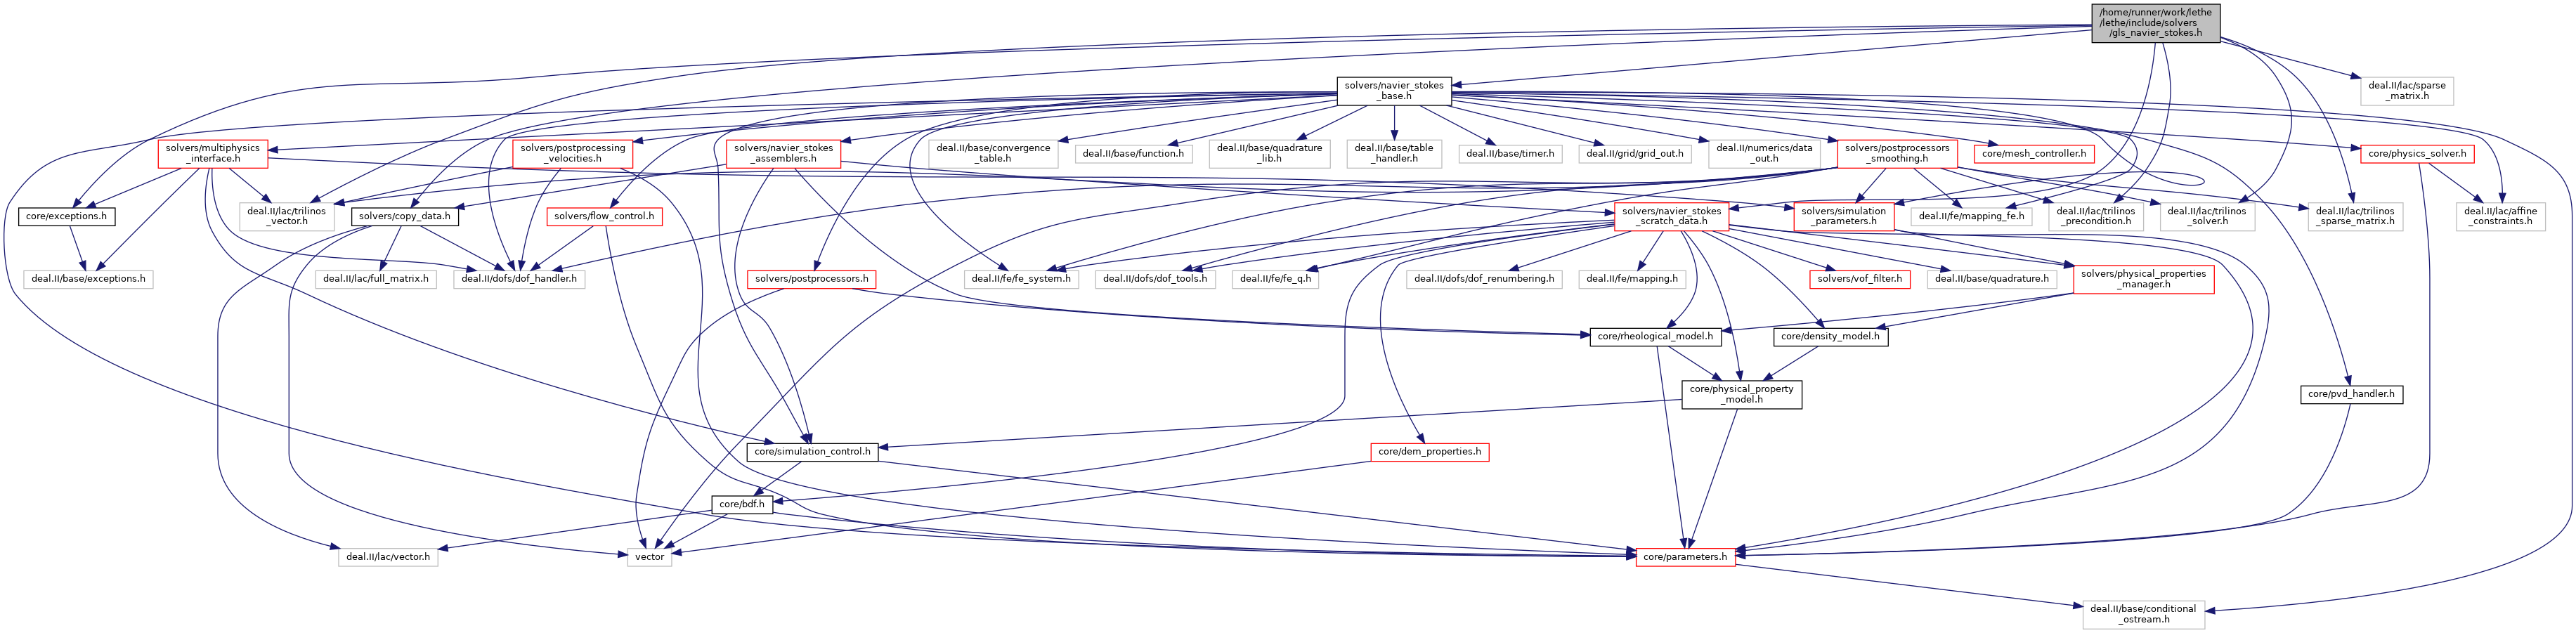 /home/runner/work/lethe
/lethe/include/solvers
/gls_navier_stokes.h
solvers/navier_stokes
_base.h
deal.II/lac/sparse
_matrix.h
solvers/multiphysics
_interface.h
solvers/postprocessing
_velocities.h
solvers/navier_stokes
_assemblers.h
deal.II/base/convergence
_table.h
deal.II/base/function.h
deal.II/base/quadrature
_lib.h
deal.II/base/table
_handler.h
deal.II/base/timer.h
deal.II/grid/grid_out.h
deal.II/numerics/data
_out.h
solvers/postprocessors
_smoothing.h
core/mesh_controller.h
core/physics_solver.h
core/exceptions.h
deal.II/lac/trilinos
_vector.h
solvers/copy_data.h
solvers/flow_control.h
solvers/navier_stokes
_scratch_data.h
solvers/simulation
_parameters.h
deal.II/fe/mapping_fe.h
deal.II/lac/trilinos
_precondition.h
deal.II/lac/trilinos
_solver.h
deal.II/lac/trilinos
_sparse_matrix.h
deal.II/lac/affine
_constraints.h
deal.II/base/exceptions.h
deal.II/lac/full_matrix.h
deal.II/dofs/dof_handler.h
solvers/postprocessors.h
deal.II/fe/fe_system.h
deal.II/dofs/dof_tools.h
deal.II/fe/fe_q.h
deal.II/dofs/dof_renumbering.h
deal.II/fe/mapping.h
solvers/vof_filter.h
deal.II/base/quadrature.h
solvers/physical_properties
_manager.h
core/rheological_model.h
core/density_model.h
core/physical_property
_model.h
core/pvd_handler.h
core/simulation_control.h
core/dem_properties.h
core/bdf.h
deal.II/lac/vector.h
vector
core/parameters.h
deal.II/base/conditional
_ostream.h